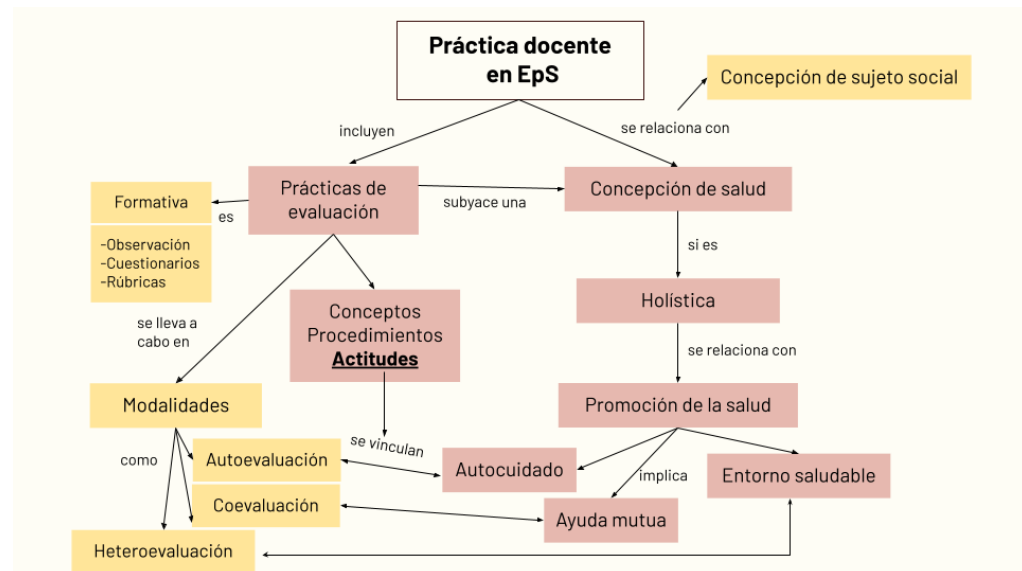 Práctica docente
en EpS
Concepción de sujeto social
incluyen
se relaciona con
Prácticas de
evaluación
subyace una
Concepción de salud
Formativa
es
-Observación
-Cuestionarios
-Rúbricas
si es
Holística
Conceptos
Procedimientos
Actitudes
se lleva a
cabo en
se relaciona con
Modalidades
Promoción de la salud
se vinculan
como
Autoevaluación
Autocuidado
implica
Entorno saludable
Coevaluación
Ayuda mutua
Heteroevaluación